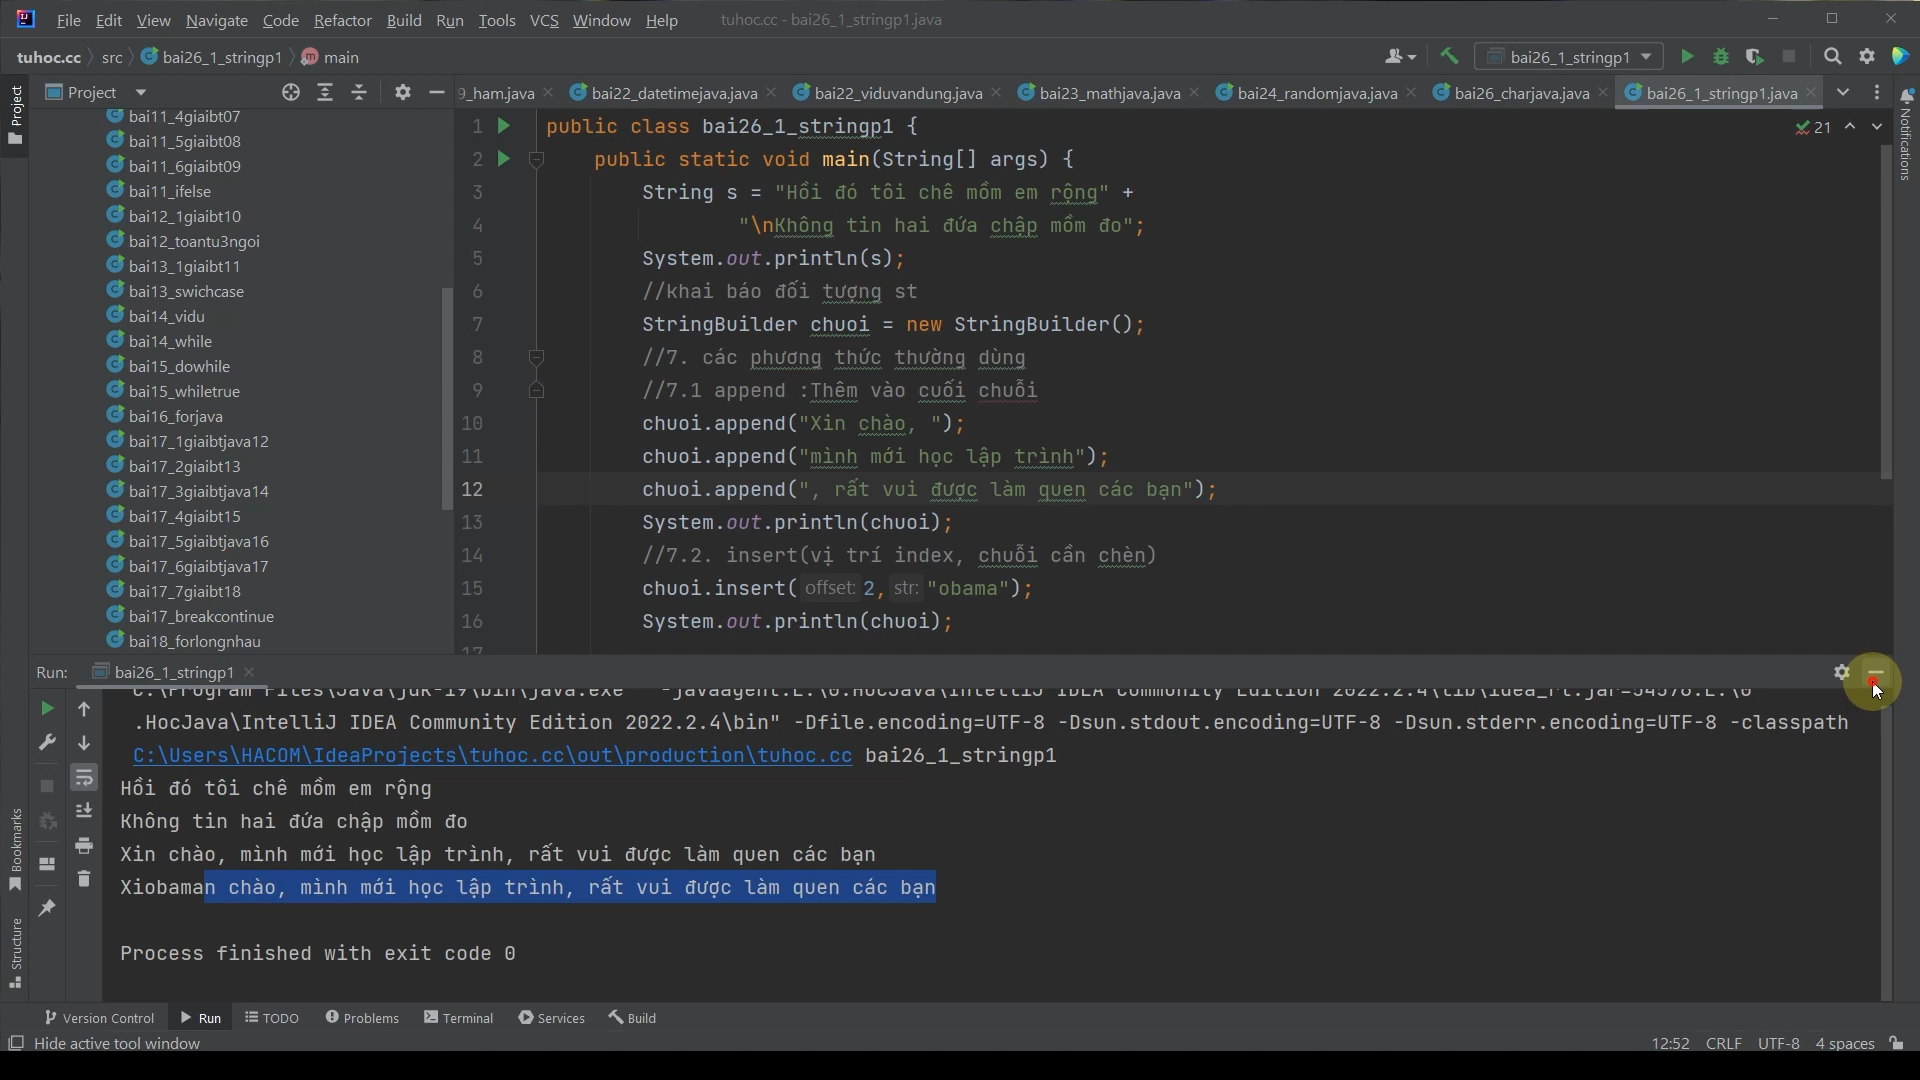 File Edit View Navigate Code Refactor Build Run Tools VCS Window Help tuhoc.cc - bai26_1_stringp1.java
tuhoc.cc src bai26_1_stringp1 main bai26_1_stringp1
Project
Project
9_ham.java bai22_datetimejava.java bai22_viduvandung.java bai23_mathjava.java bai24_randomjava.java bai26_charjava.java bai26_1_stringp1.java
Notifications
bai11_4giaibt07
bai11_5giaibt08
bai11_6giaibt09
bai11_ifelse
bai12_1giaibt10
bai12_toantu3ngoi
bai13_1giaibt11
bai13_swichcase
bai14_vidu
bai14_while
bai15_dowhile
bai15_whiletrue
bai16_forjava
bai17_1giaibtjava12
bai17_2giaibt13
bai17_3giaibtjava14
bai17_4giaibt15
bai17_5giaibtjava16
bai17_6giaibtjava17
bai17_7giaibt18
bai17_breakcontinue
bai18_forlongnhau
21
1 public class bai26_1_stringp1 {
2 public static void main(String[] args) {
3 String s = "Hồi đó tôi chê mồm em rộng" +
4 "\nKhông tin hai đứa chập mồm đo";
5 System.out.println(s);
6 //khai báo đối tượng st
7 StringBuilder chuoi = new StringBuilder();
8 //7. các phương thức thường dùng
9 //7.1 append :Thêm vào cuối chuỗi
10 chuoi.append("Xin chào, ");
11 chuoi.append("mình mới học lập trình");
12 chuoi.append(", rất vui được làm quen các bạn");
13 System.out.println(chuoi);
14 //7.2. insert(vị trí index, chuỗi cần chèn)
15 chuoi.insert( offset: 2, str: "obama");
16 System.out.println(chuoi);
17
Run: bai26_1_stringp1
C:\Program Files\Java\jdk-19\bin\java.exe" "-javaagent:E:\0.HocJava\IntelliJ IDEA Community Edition 2022.2.4\lib\idea_rt.jar=54576:E:\0
.HocJava\IntelliJ IDEA Community Edition 2022.2.4\bin" -Dfile.encoding=UTF-8 -Dsun.stdout.encoding=UTF-8 -Dsun.stderr.encoding=UTF-8 -classpath
C:\Users\HACOM\IdeaProjects\tuhoc.cc\out\production\tuhoc.cc bai26_1_stringp1
Hồi đó tôi chê mồm em rộng
Không tin hai đứa chập mồm đo
Xin chào, mình mới học lập trình, rất vui được làm quen các bạn
Xiobaman chào, mình mới học lập trình, rất vui được làm quen các bạn
Process finished with exit code 0
Bookmarks
Structure
Version Control Run TODO Problems Terminal Services Build
Hide active tool window 12:52 CRLF UTF-8 4 spaces